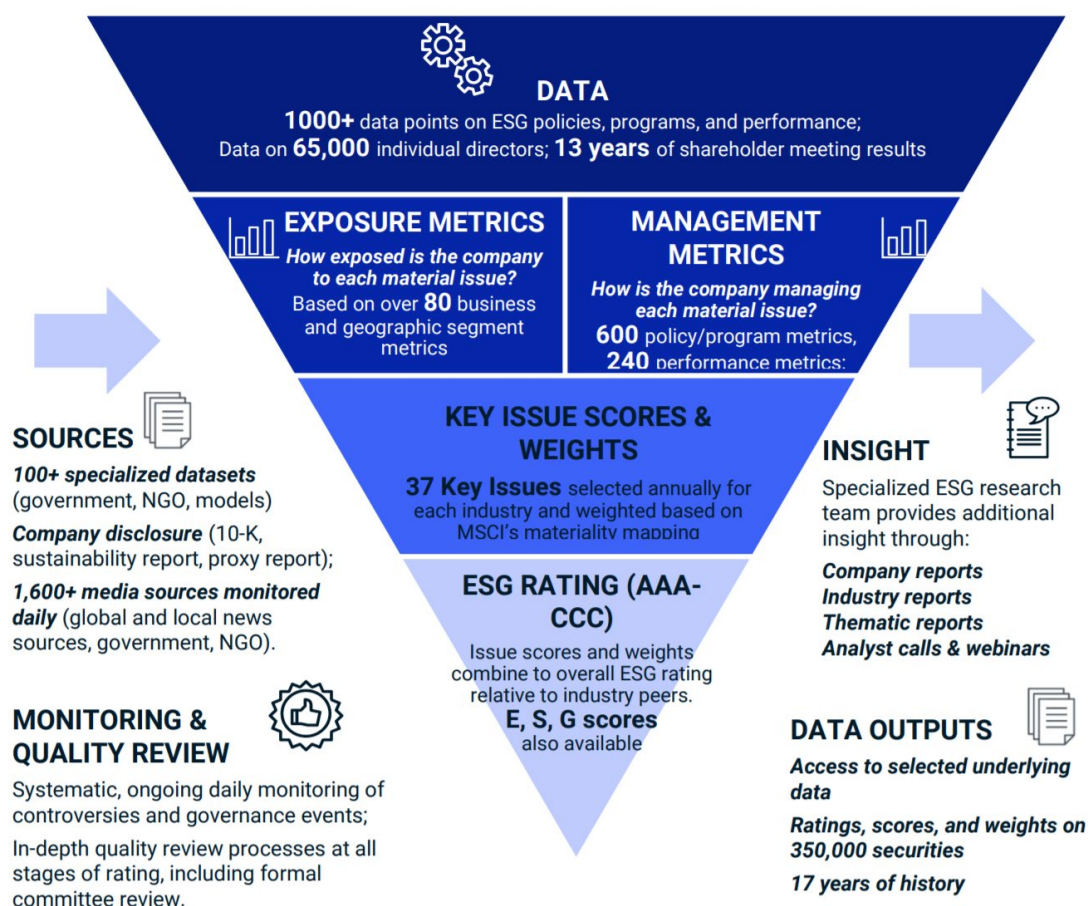 DATA
1000+ data points on ESG policies, programs, and performance;
Data on 65,000 individual directors; 13 years of shareholder meeting results
EXPOSURE METRICS
How exposed is the company
to each material issue?
Based on over 80 business
and geographic segment
metrics
MANAGEMENT
METRICS
How is the company managing
each material issue?
600 policy/program metrics,
240 performance metrics;
KEY ISSUE SCORES &
WEIGHTS
37 Key Issues selected annually for
each industry and weighted based on
MSCI's materiality mapping
ESG RATING (AAA-
CCC)
Issue scores and weights
combine to overall ESG rating
relative to industry peers.
E, S, G scores
also available
SOURCES
100+ specialized datasets
(government, NGO, models)
Company disclosure (10-K,
sustainability report, proxy report);
1,600+ media sources monitored
daily (global and local news
sources, government, NGO).
MONITORING &
QUALITY REVIEW
Systematic, ongoing daily monitoring of
controversies and governance events;
In-depth quality review processes at all
stages of rating, including formal
committee review.
INSIGHT
Specialized ESG research
team provides additional
insight through:
Company reports
Industry reports
Thematic reports
Analyst calls & webinars
DATA OUTPUTS
Access to selected underlying
data
Ratings, scores, and weights on
350,000 securities
17 years of history